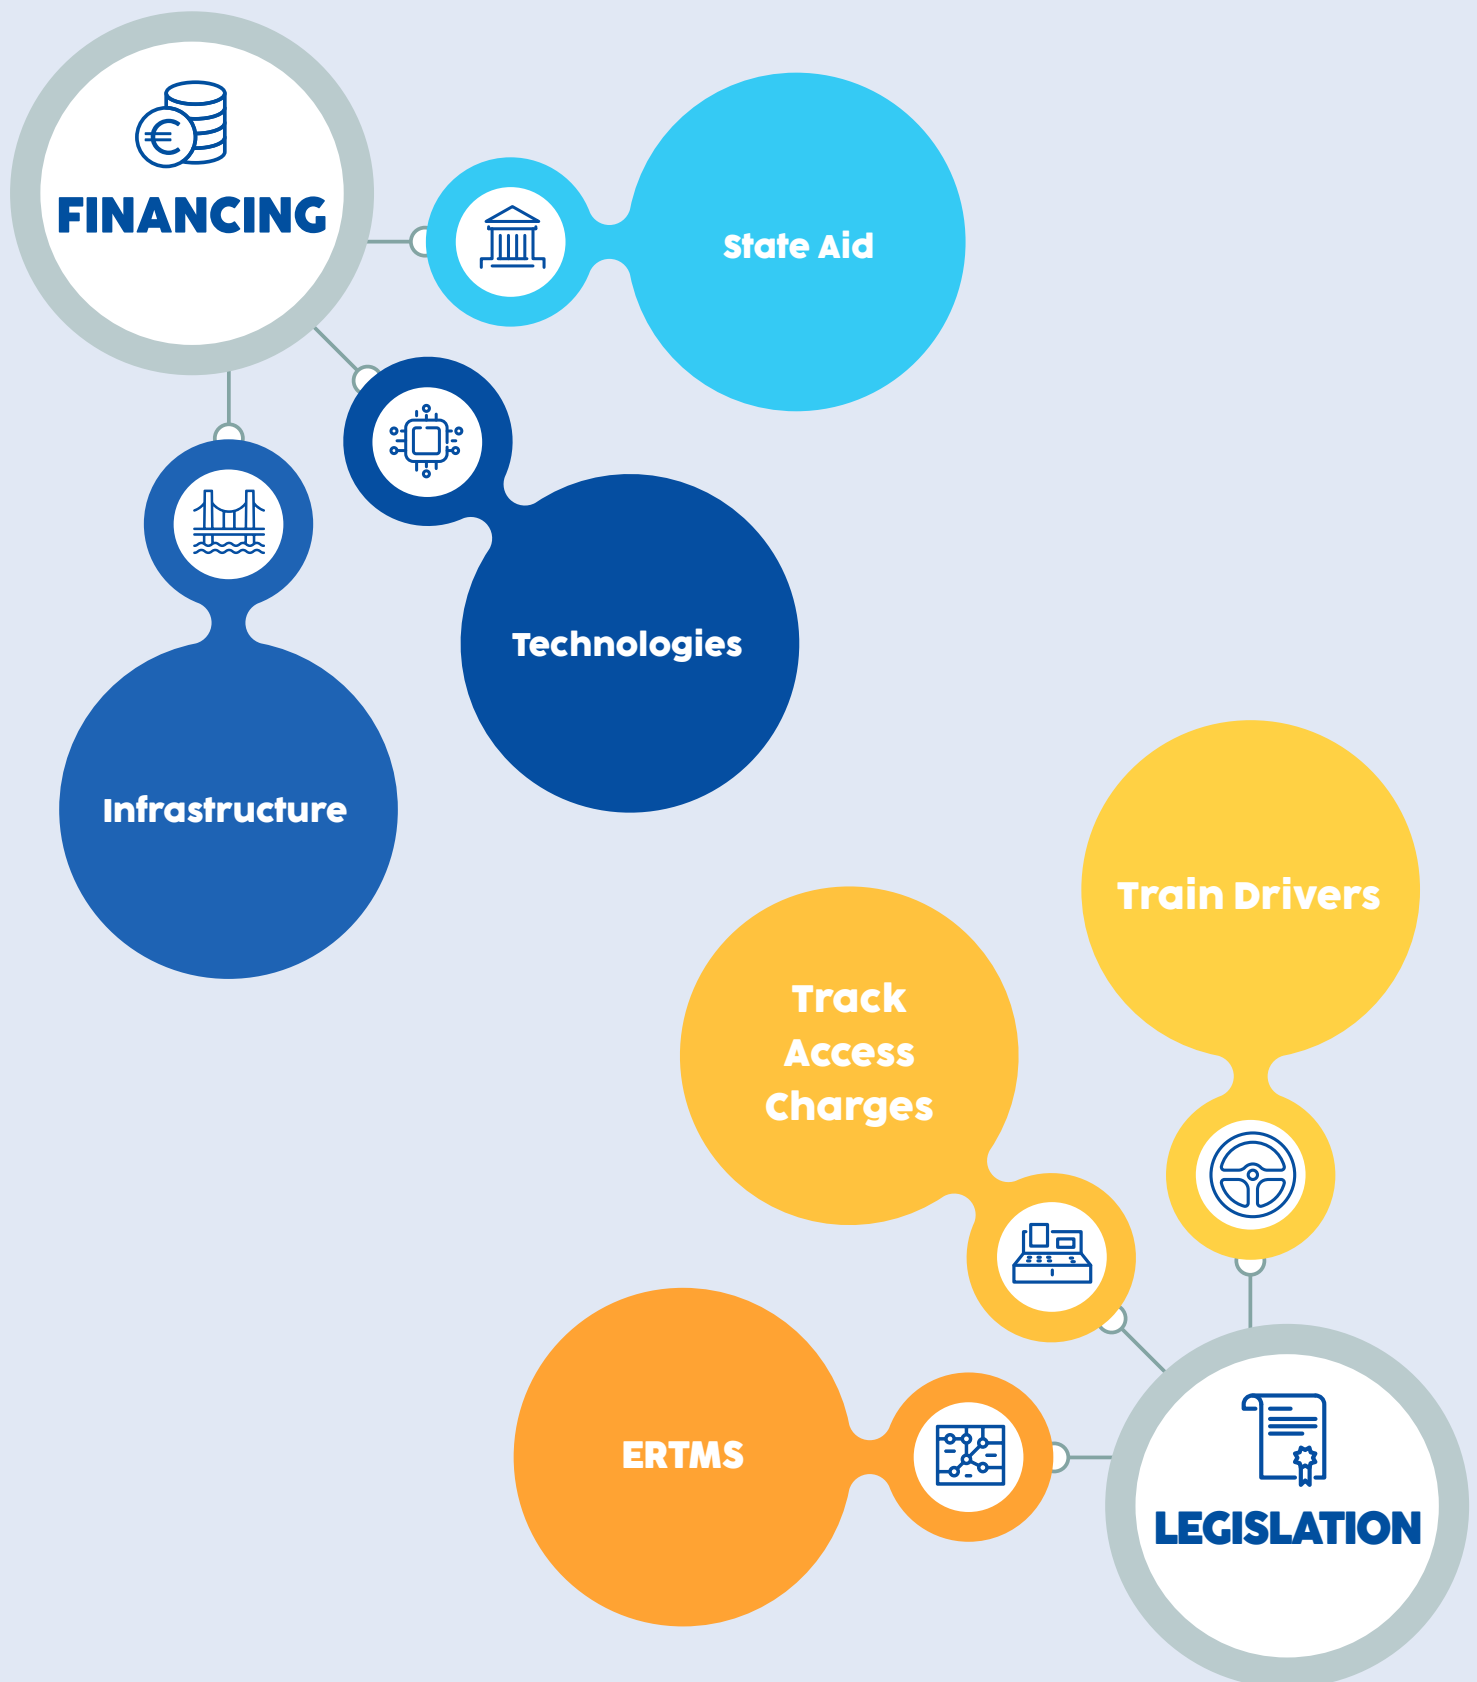 FINANCING
State Aid
Technologies
Infrastructure
Train Drivers
Track
Access
Charges
ERTMS
LEGISLATION